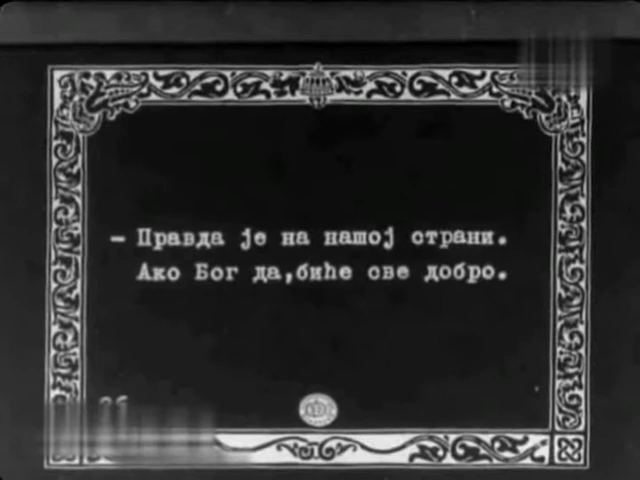 – Правда је на нашој страни.
Ако Бог да, биће све добро.